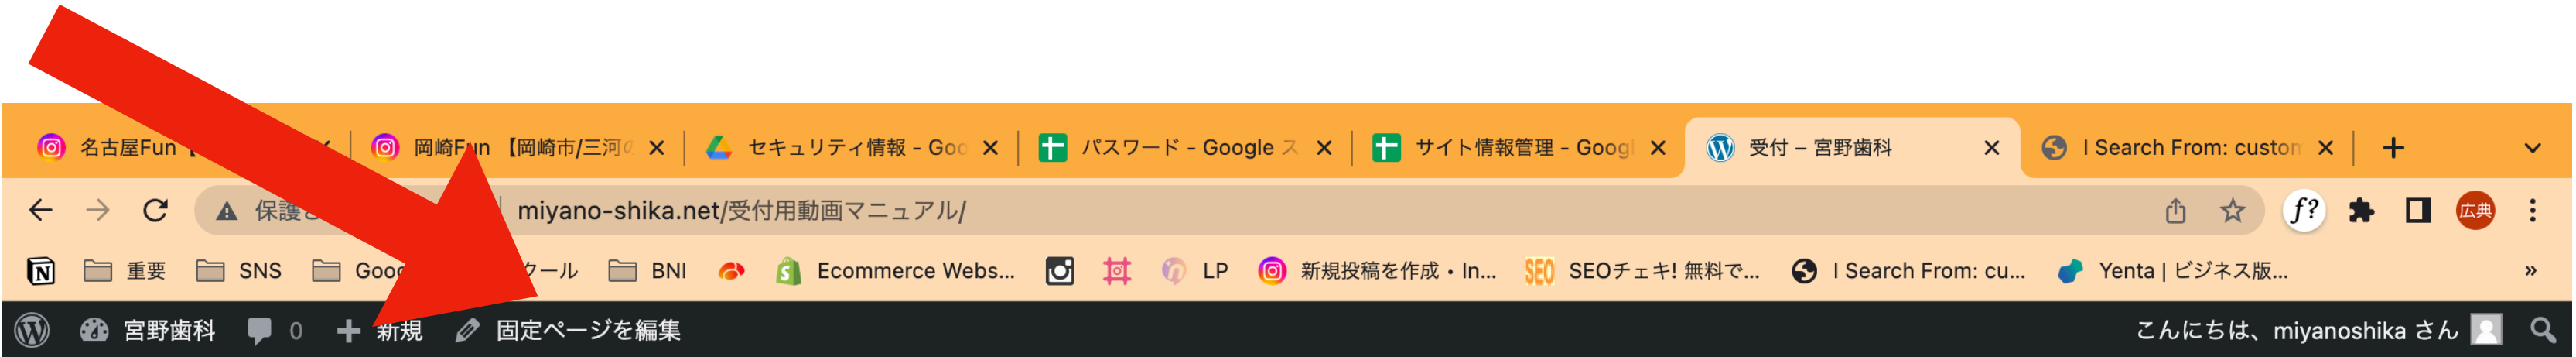 名古屋Fun 岡崎Fun 【岡崎市/三河の セキュリティ情報 - Goo パスワード - Google ス サイト情報管理 - Googl 受付 – 宮野歯科 I Search From: custom
miyano-shika.net/受付用動画マニュアル/ f? 広典
重要 SNS BNI Ecommerce Webs... LP 新規投稿を作成・In... SEO SEOチェキ! 無料で... I Search From: cu... Yenta | ビジネス版... »
宮野歯科 0 新規 固定ページを編集 こんにちは、miyanoshika さん